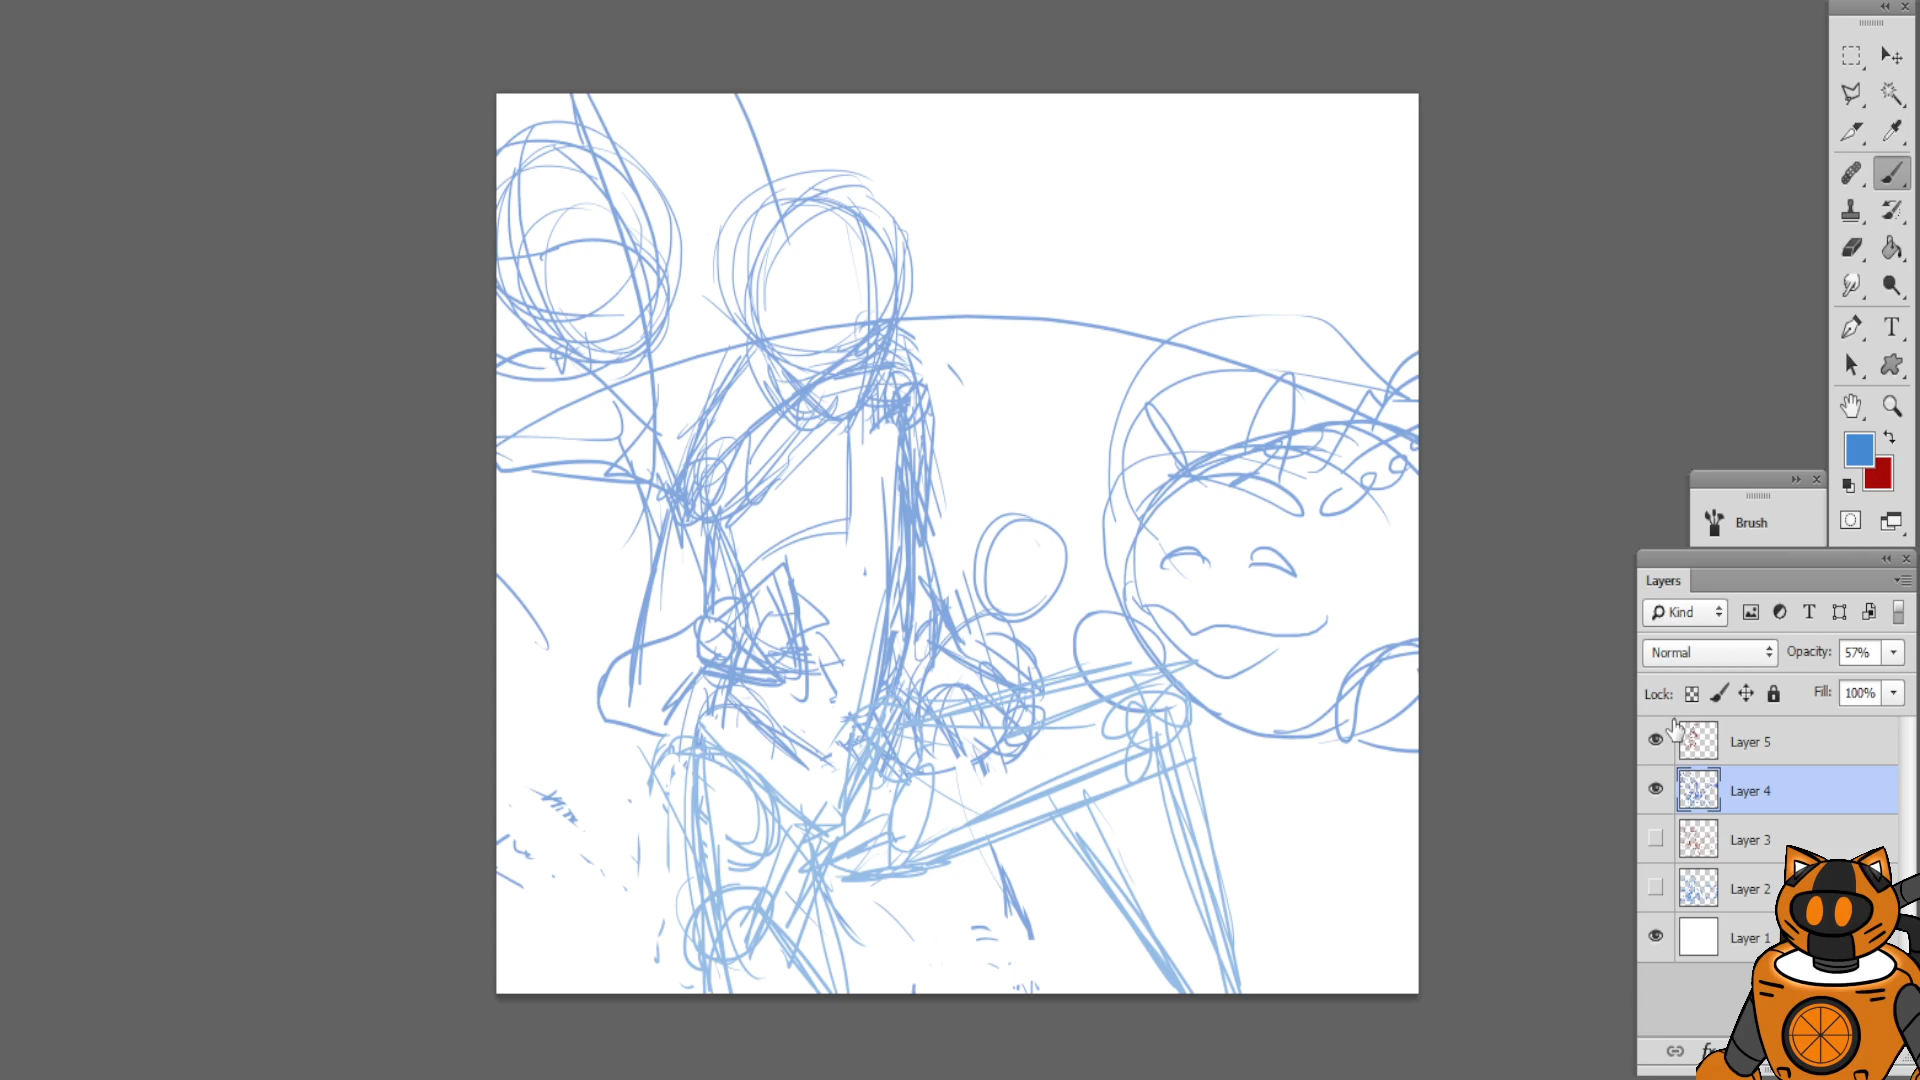 T
Brush
Layers
Kind
T
Normal
Opacity: 57%
Lock:
Fill: 100%
Layer 5
Layer 4
Layer 3
Layer 2
Layer 1